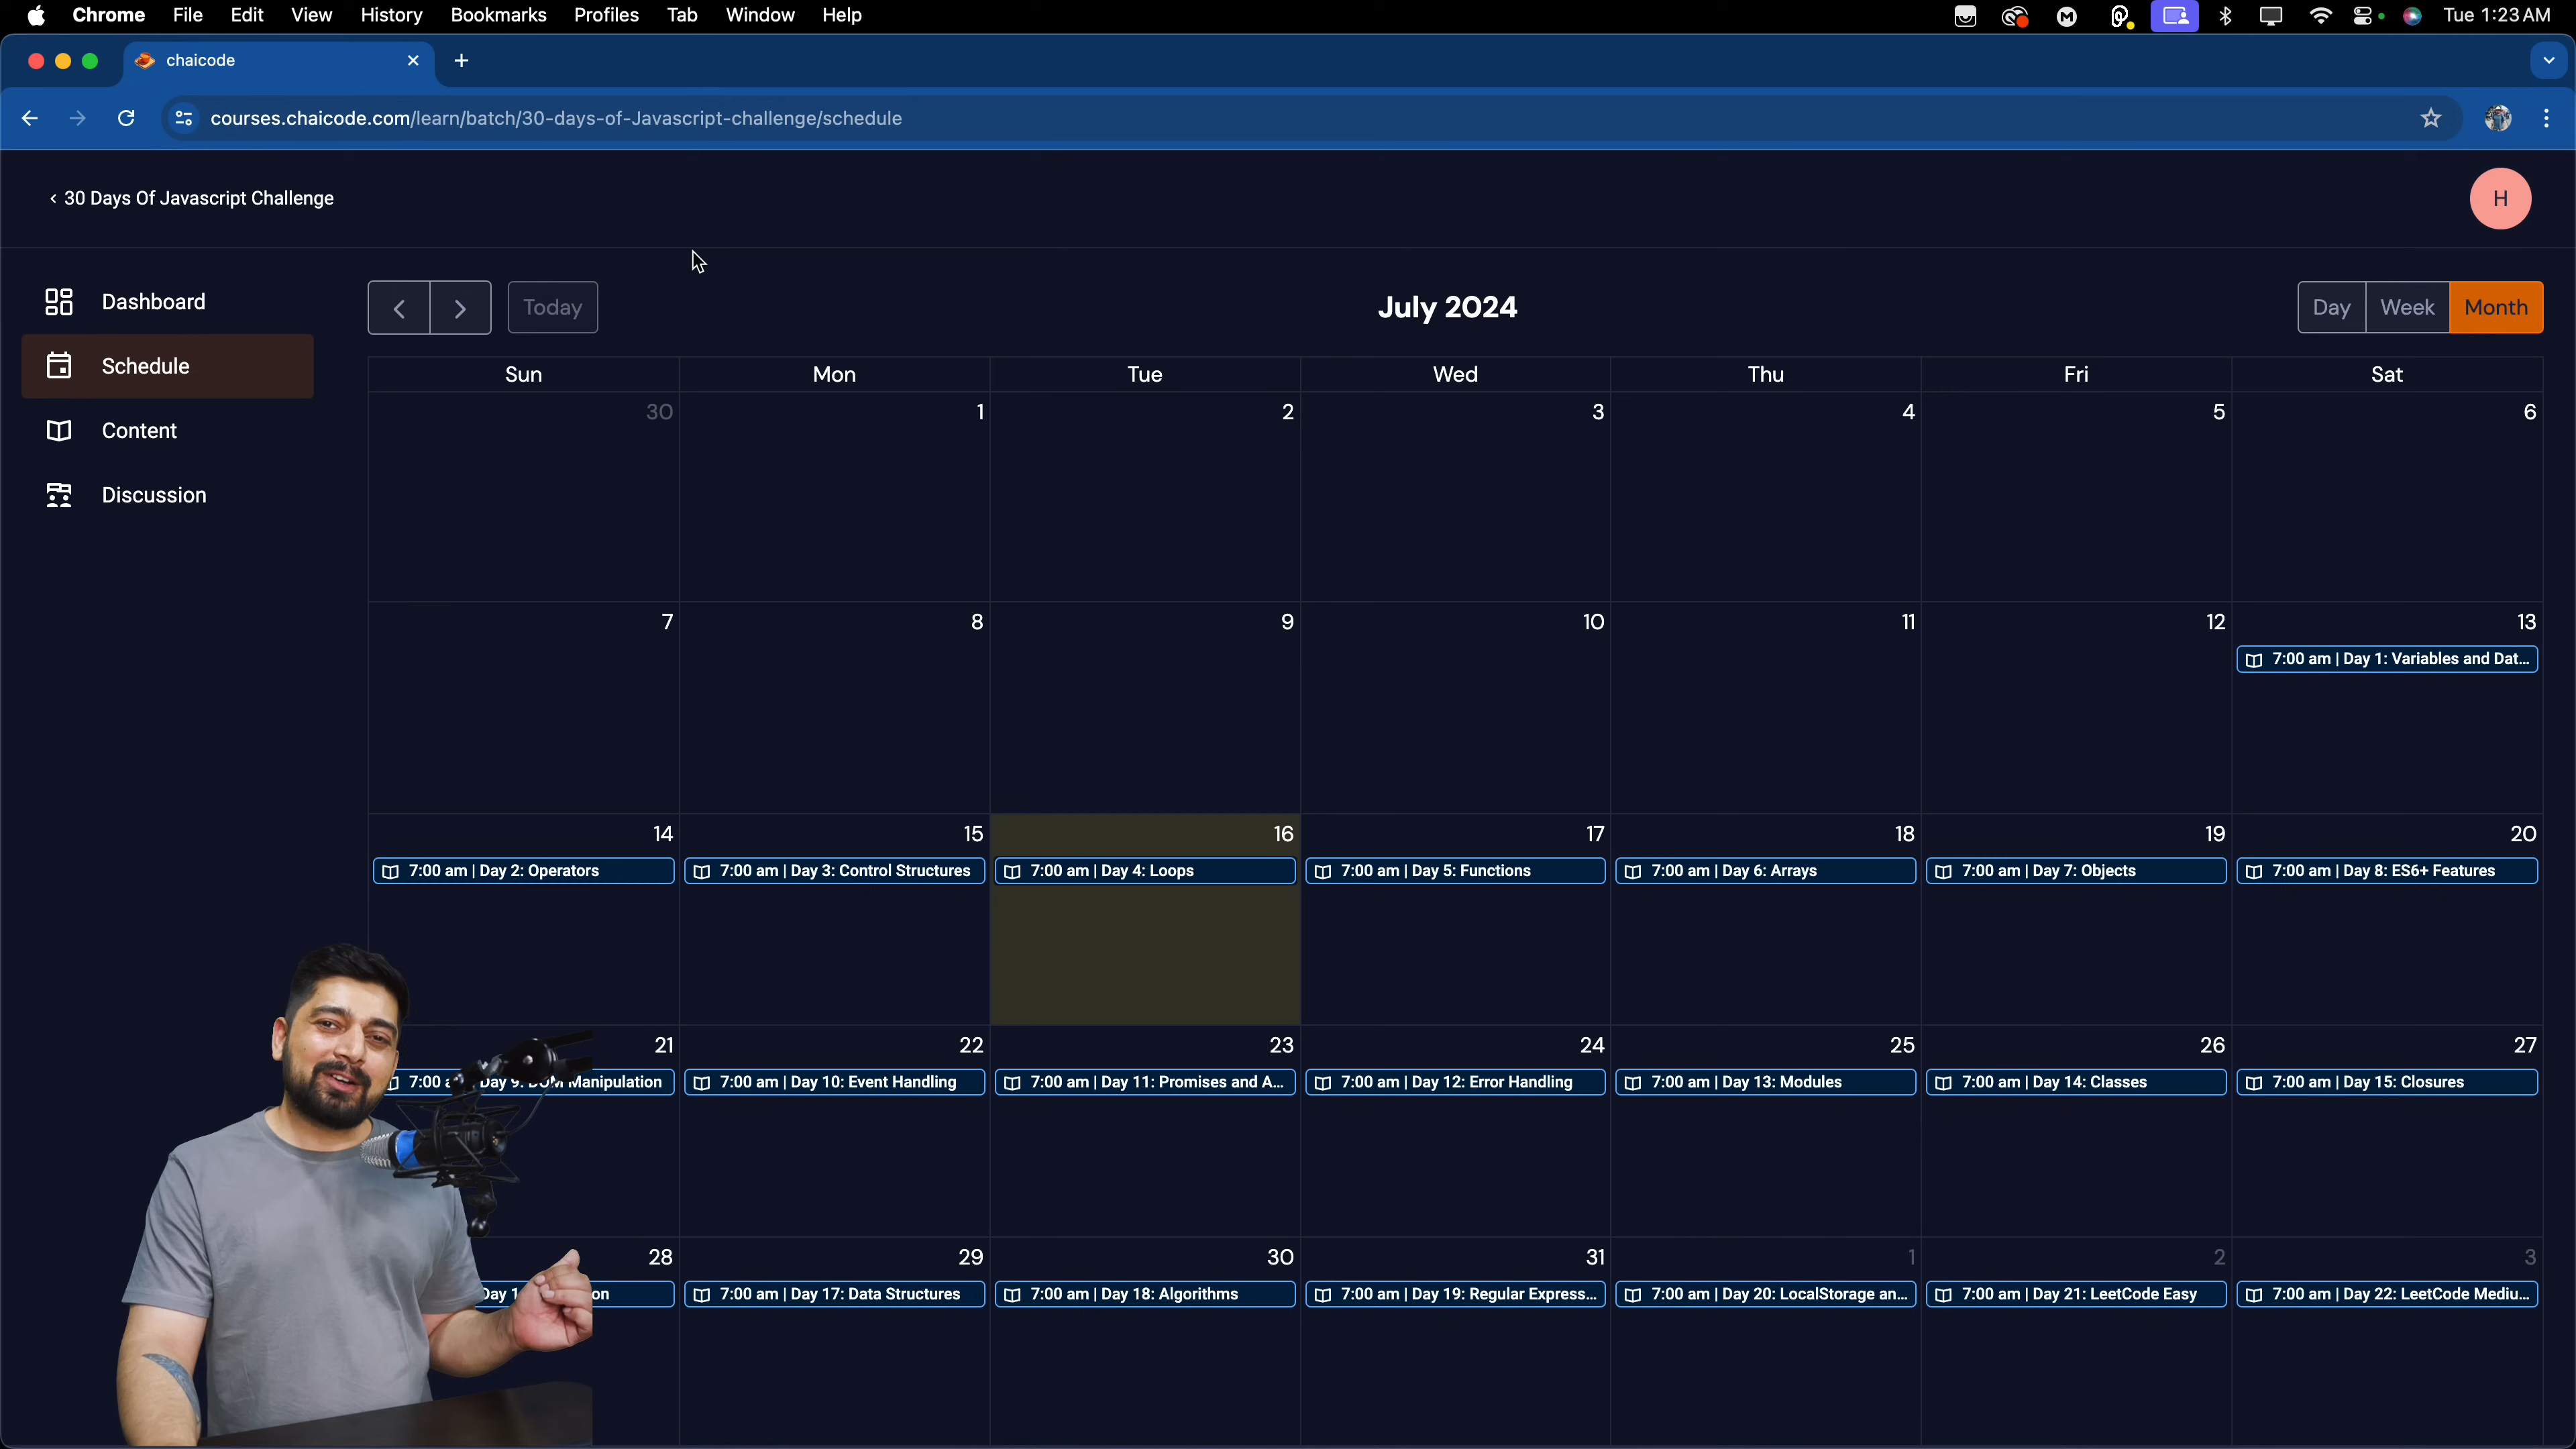 Chrome File Edit View History Bookmarks Profiles Tab Window Help Tue 1:23 AM
chaicode
courses.chaicode.com/learn/batch/30-days-of-Javascript-challenge/schedule
30 Days Of Javascript Challenge H
Dashboard
Schedule
Content
Discussion
Today July 2024 Day Week Month
Sun Mon Tue Wed Thu Fri Sat
30 1 2 3 4 5 6
7 8 9 10 11 12 13
7:00 am | Day 1: Variables and Dat...
14 15 16 17 18 19 20
7:00 am | Day 2: Operators 7:00 am | Day 3: Control Structures 7:00 am | Day 4: Loops 7:00 am | Day 5: Functions 7:00 am | Day 6: Arrays 7:00 am | Day 7: Objects 7:00 am | Day 8: ES6+ Features
21 22 23 24 25 26 27
7:00 a Day 9: DOM Manipulation 7:00 am | Day 10: Event Handling 7:00 am | Day 11: Promises and A... 7:00 am | Day 12: Error Handling 7:00 am | Day 13: Modules 7:00 am | Day 14: Classes 7:00 am | Day 15: Closures
28 29 30 31 1 2 3
Day 1 on 7:00 am | Day 17: Data Structures 7:00 am | Day 18: Algorithms 7:00 am | Day 19: Regular Express... 7:00 am | Day 20: LocalStorage an... 7:00 am | Day 21: LeetCode Easy 7:00 am | Day 22: LeetCode Mediu...